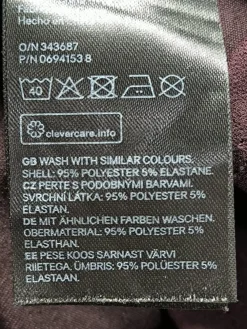 Hecho en
O/N 343687
P/N 0694153 8
40
clevercare.info
GB WASH WITH SIMILAR COLOURS.
SHELL: 95% POLYESTER 5% ELASTANE.
CZ PERTE S PODOBNÝMI BARVAMI.
SVRCHNÍ LÁTKA: 95% POLYESTER 5%
ELASTAN.
DE MIT ÄHNLICHEN FARBEN WASCHEN.
OBERMATERIAL: 95% POLYESTER 5%
ELASTHAN.
EE PESE KOOS SARNAST VÄRVI
RIIETEGA. ÜMBRIS: 95% POLÜESTER 5%
ELASTAAN.